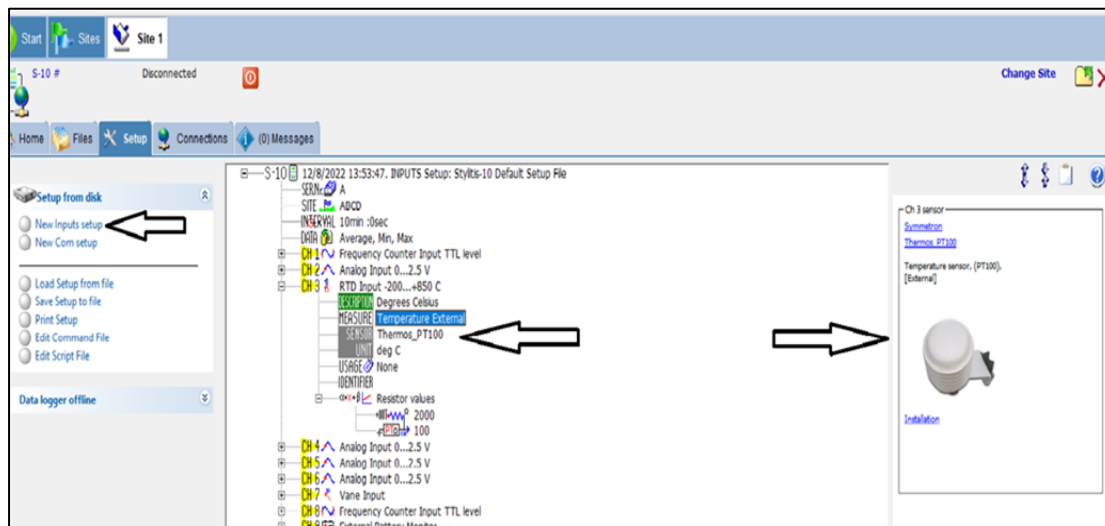 Start Sites Site 1
S-10 # Disconnected Change Site
Home Files Setup Connections (0) Messages
Setup from disk
New Inputs setup
New Com setup
Load Setup from file
Save Setup to file
Print Setup
Edit Command File
Edit Script File
Data logger offline
S-10 12/8/2022 13:53:47. INPUTS Setup: Stylitis-10 Default Setup File
SERNr. A
SITE ABCD
INTERVAL 10min :0sec
DATA Average, Min, Max
CH 1 Frequency Counter Input TTL level
CH 2 Analog Input 0...2.5 V
CH 3 RTD Input -200...+850 C
DESCRIPTION Degrees Celsius
MEASURE Temperature External
SENSOR Thermos_PT100
UNIT deg C
USAGE None
IDENTIFIER
α*x+β Resistor values
2000
100
CH 4 Analog Input 0...2.5 V
CH 5 Analog Input 0...2.5 V
CH 6 Analog Input 0...2.5 V
CH 7 Vane Input
CH 8 Frequency Counter Input TTL level
CH 9 External Battery Monitor
Ch 3 sensor
Symmetron
Thermos_PT100
Temperature sensor, (PT100),
[External]
Installation